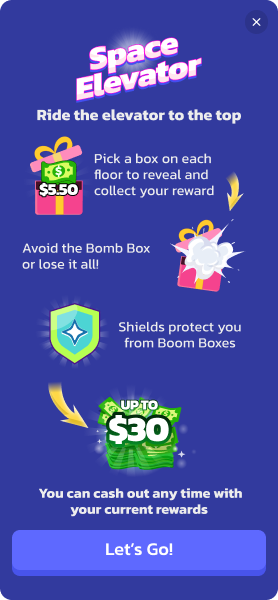 Space
Elevator
Ride the elevator to the top
Pick a box on each
floor to reveal and
collect your reward
$5.50
Avoid the Bomb Box
or lose it all!
Shields protect you
from Boom Boxes
UP TO
$30
You can cash out any time with
your current rewards
Let's Go!